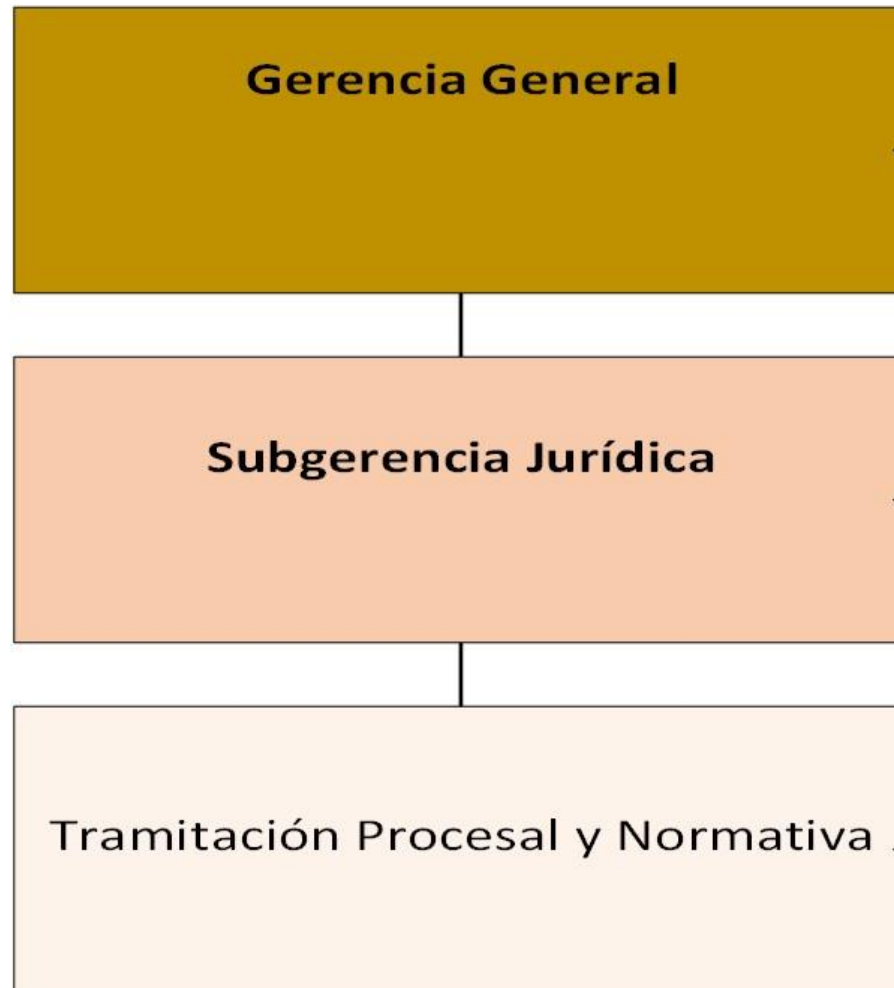 Gerencia General
Subgerencia Jurídica
Tramitación Procesal y Normativa